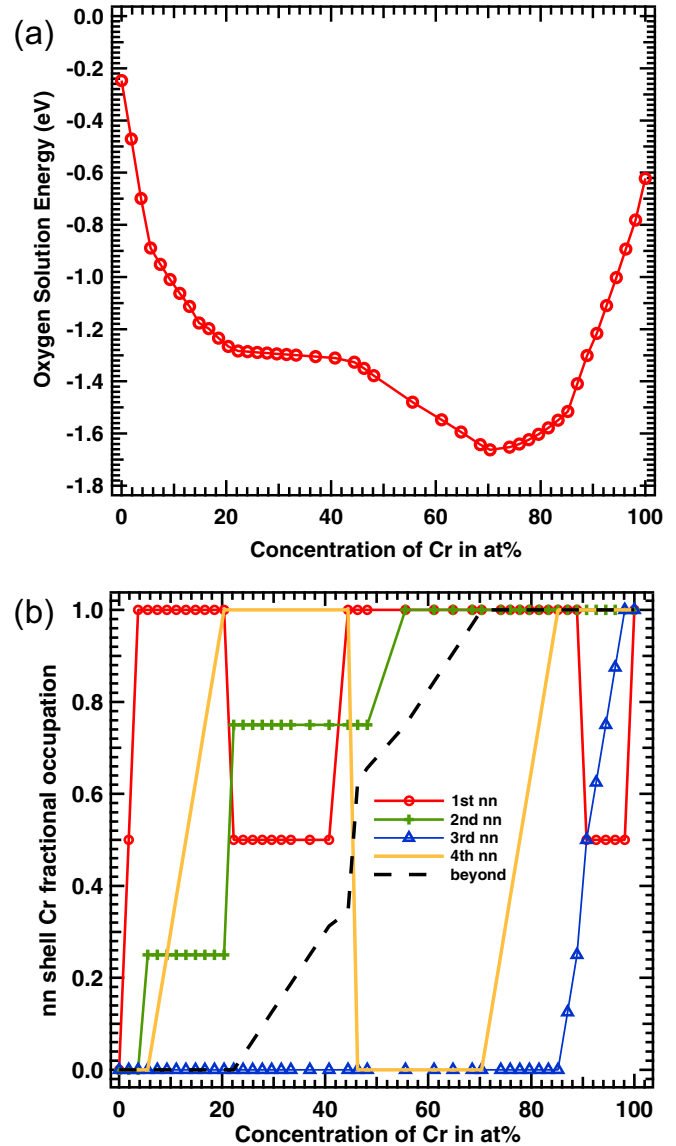 (a)
0.0
-0.2
-0.4
-0.6
-0.8
-1.0
-1.2
-1.4
-1.6
-1.8
Oxygen Solution Energy (eV)
0 20 40 60 80 100
Concentration of Cr in at%
(b)
1.0
0.8
0.6
0.4
0.2
0.0
nn shell Cr fractional occupation
1st nn
2nd nn
3rd nn
4th nn
beyond
0 20 40 60 80 100
Concentration of Cr in at%